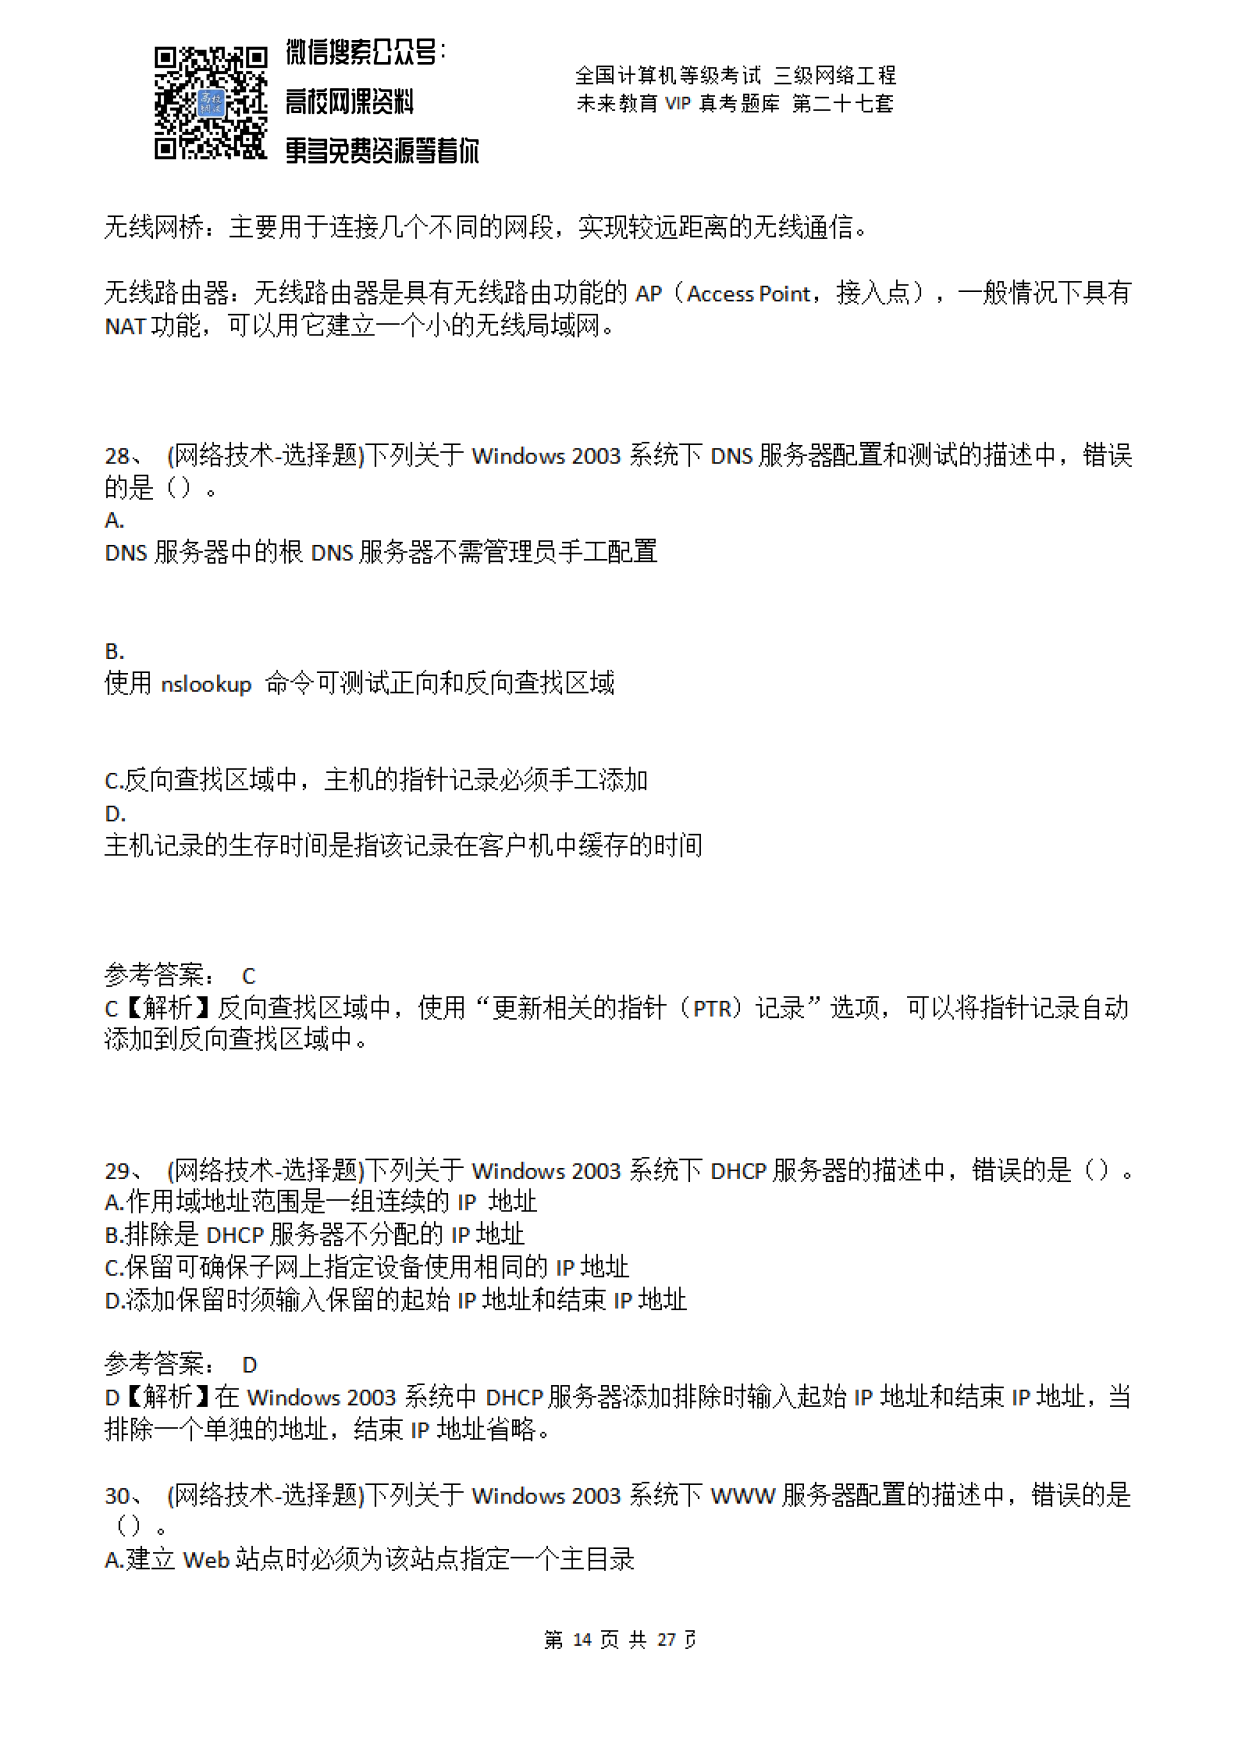 微信搜索公众号：
高校网课资料
更多免费资源等着你
全国计算机等级考试 三级网络工程
未来教育 VIP 真考题库 第二十七套
无线网桥：主要用于连接几个不同的网段，实现较远距离的无线通信。
无线路由器：无线路由器是具有无线路由功能的 AP（Access Point，接入点），一般情况下具有
NAT 功能，可以用它建立一个小的无线局域网。
28、 (网络技术-选择题)下列关于 Windows 2003 系统下 DNS 服务器配置和测试的描述中，错误
的是（）。
A.
DNS 服务器中的根 DNS 服务器不需管理员手工配置
B.
使用 nslookup 命令可测试正向和反向查找区域
C.反向查找区域中，主机的指针记录必须手工添加
D.
主机记录的生存时间是指该记录在客户机中缓存的时间
参考答案： C
C【解析】反向查找区域中，使用“更新相关的指针（PTR）记录”选项，可以将指针记录自动
添加到反向查找区域中。
29、 (网络技术-选择题)下列关于 Windows 2003 系统下 DHCP 服务器的描述中，错误的是（）。
A.作用域地址范围是一组连续的 IP 地址
B.排除是 DHCP 服务器不分配的 IP 地址
C.保留可确保子网上指定设备使用相同的 IP 地址
D.添加保留时须输入保留的起始 IP 地址和结束 IP 地址
参考答案： D
D【解析】在 Windows 2003 系统中 DHCP 服务器添加排除时输入起始 IP 地址和结束 IP 地址，当
排除一个单独的地址，结束 IP 地址省略。
30、 (网络技术-选择题)下列关于 Windows 2003 系统下 WWW 服务器配置的描述中，错误的是
（）。
A.建立 Web 站点时必须为该站点指定一个主目录
第 14 页 共 27 页